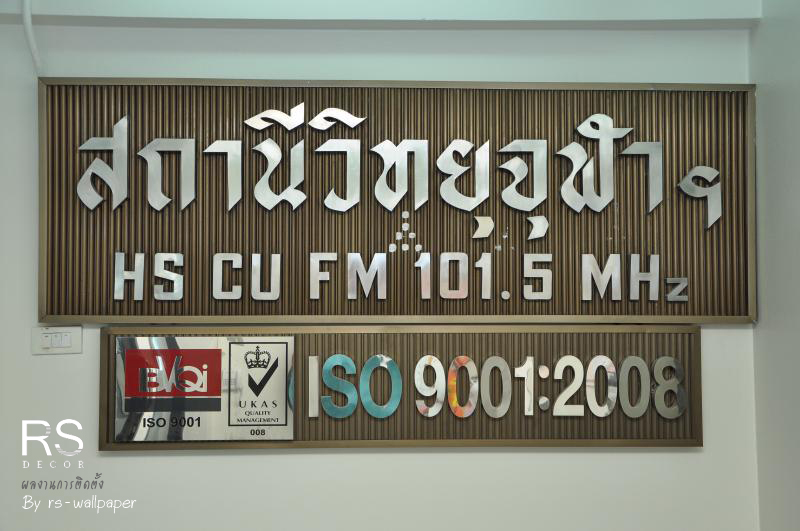 สถานีวิทยุจุฬาฯ
HS CU FM 101.5 MHz
BVQi
ISO 9001
UKAS
QUALITY
MANAGEMENT
008
ISO 9001:2008
RS
DECOR
ผลงานการติดตั้ง
By rs-wallpaper